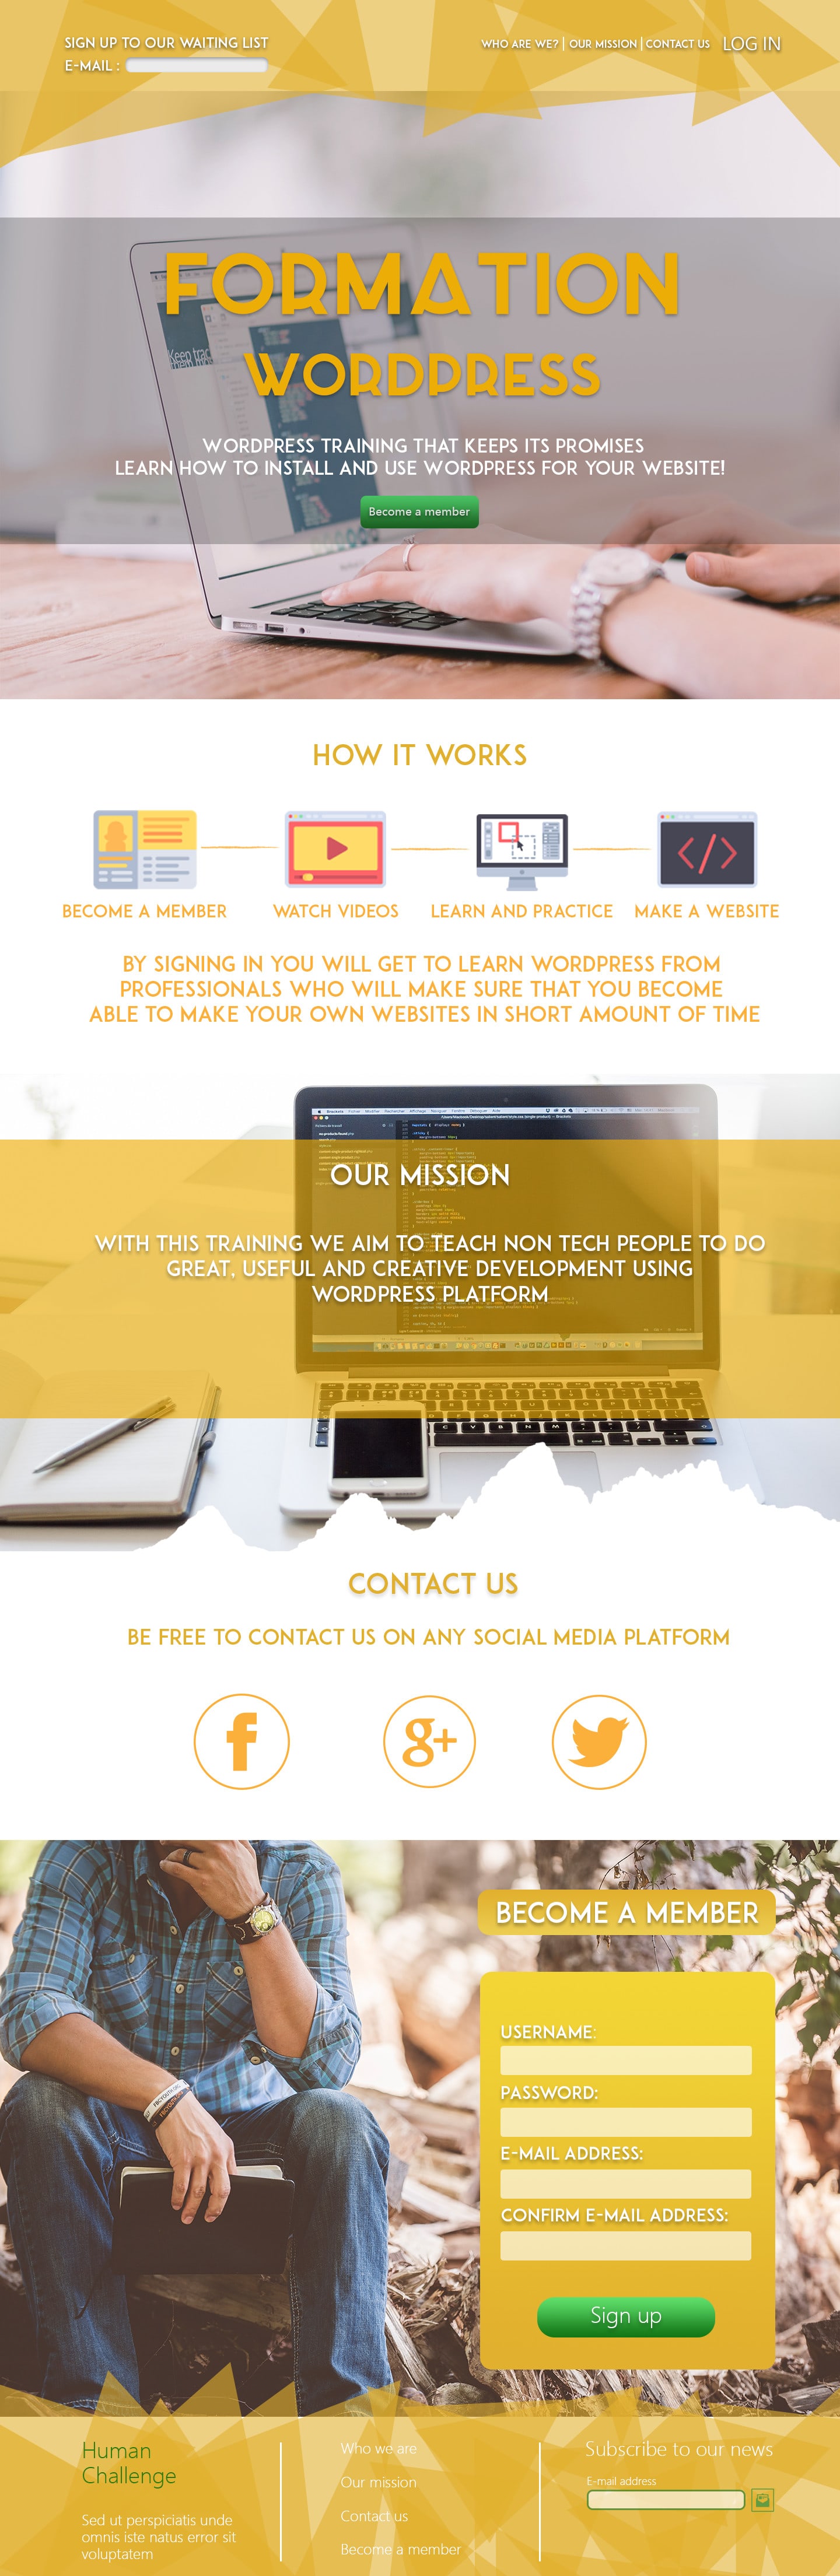 SIGN UP TO OUR WAITING LIST
E-MAIL :
WHO ARE WE? | OUR MISSION | CONTACT US LOG IN
FORMATION
WORDPRESS
WORDPRESS TRAINING THAT KEEPS ITS PROMISES
LEARN HOW TO INSTALL AND USE WORDPRESS FOR YOUR WEBSITE!
Become a member
HOW IT WORKS
BECOME A MEMBER
WATCH VIDEOS
LEARN AND PRACTICE
MAKE A WEBSITE
BY SIGNING IN YOU WILL GET TO LEARN WORDPRESS FROM
PROFESSIONALS WHO WILL MAKE SURE THAT YOU BECOME
ABLE TO MAKE YOUR OWN WEBSITES IN SHORT AMOUNT OF TIME
OUR MISSION
WITH THIS TRAINING WE AIM TO TEACH NON TECH PEOPLE TO DO
GREAT, USEFUL AND CREATIVE DEVELOPMENT USING
WORDPRESS PLATFORM
CONTACT US
BE FREE TO CONTACT US ON ANY SOCIAL MEDIA PLATFORM
BECOME A MEMBER
USERNAME:
PASSWORD:
E-MAIL ADDRESS:
CONFIRM E-MAIL ADDRESS:
Sign up
Human
Challenge
Sed ut perspiciatis unde
omnis iste natus error sit
voluptatem
Who we are
Our mission
Contact us
Become a member
Subscribe to our news
E-mail address